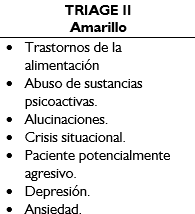 TRIAGE II
Amarillo
• Trastornos de la
alimentación
• Abuso de sustancias
psicoactivas.
• Alucinaciones.
• Crisis situacional.
• Paciente potencialmente
agresivo.
• Depresión.
• Ansiedad.